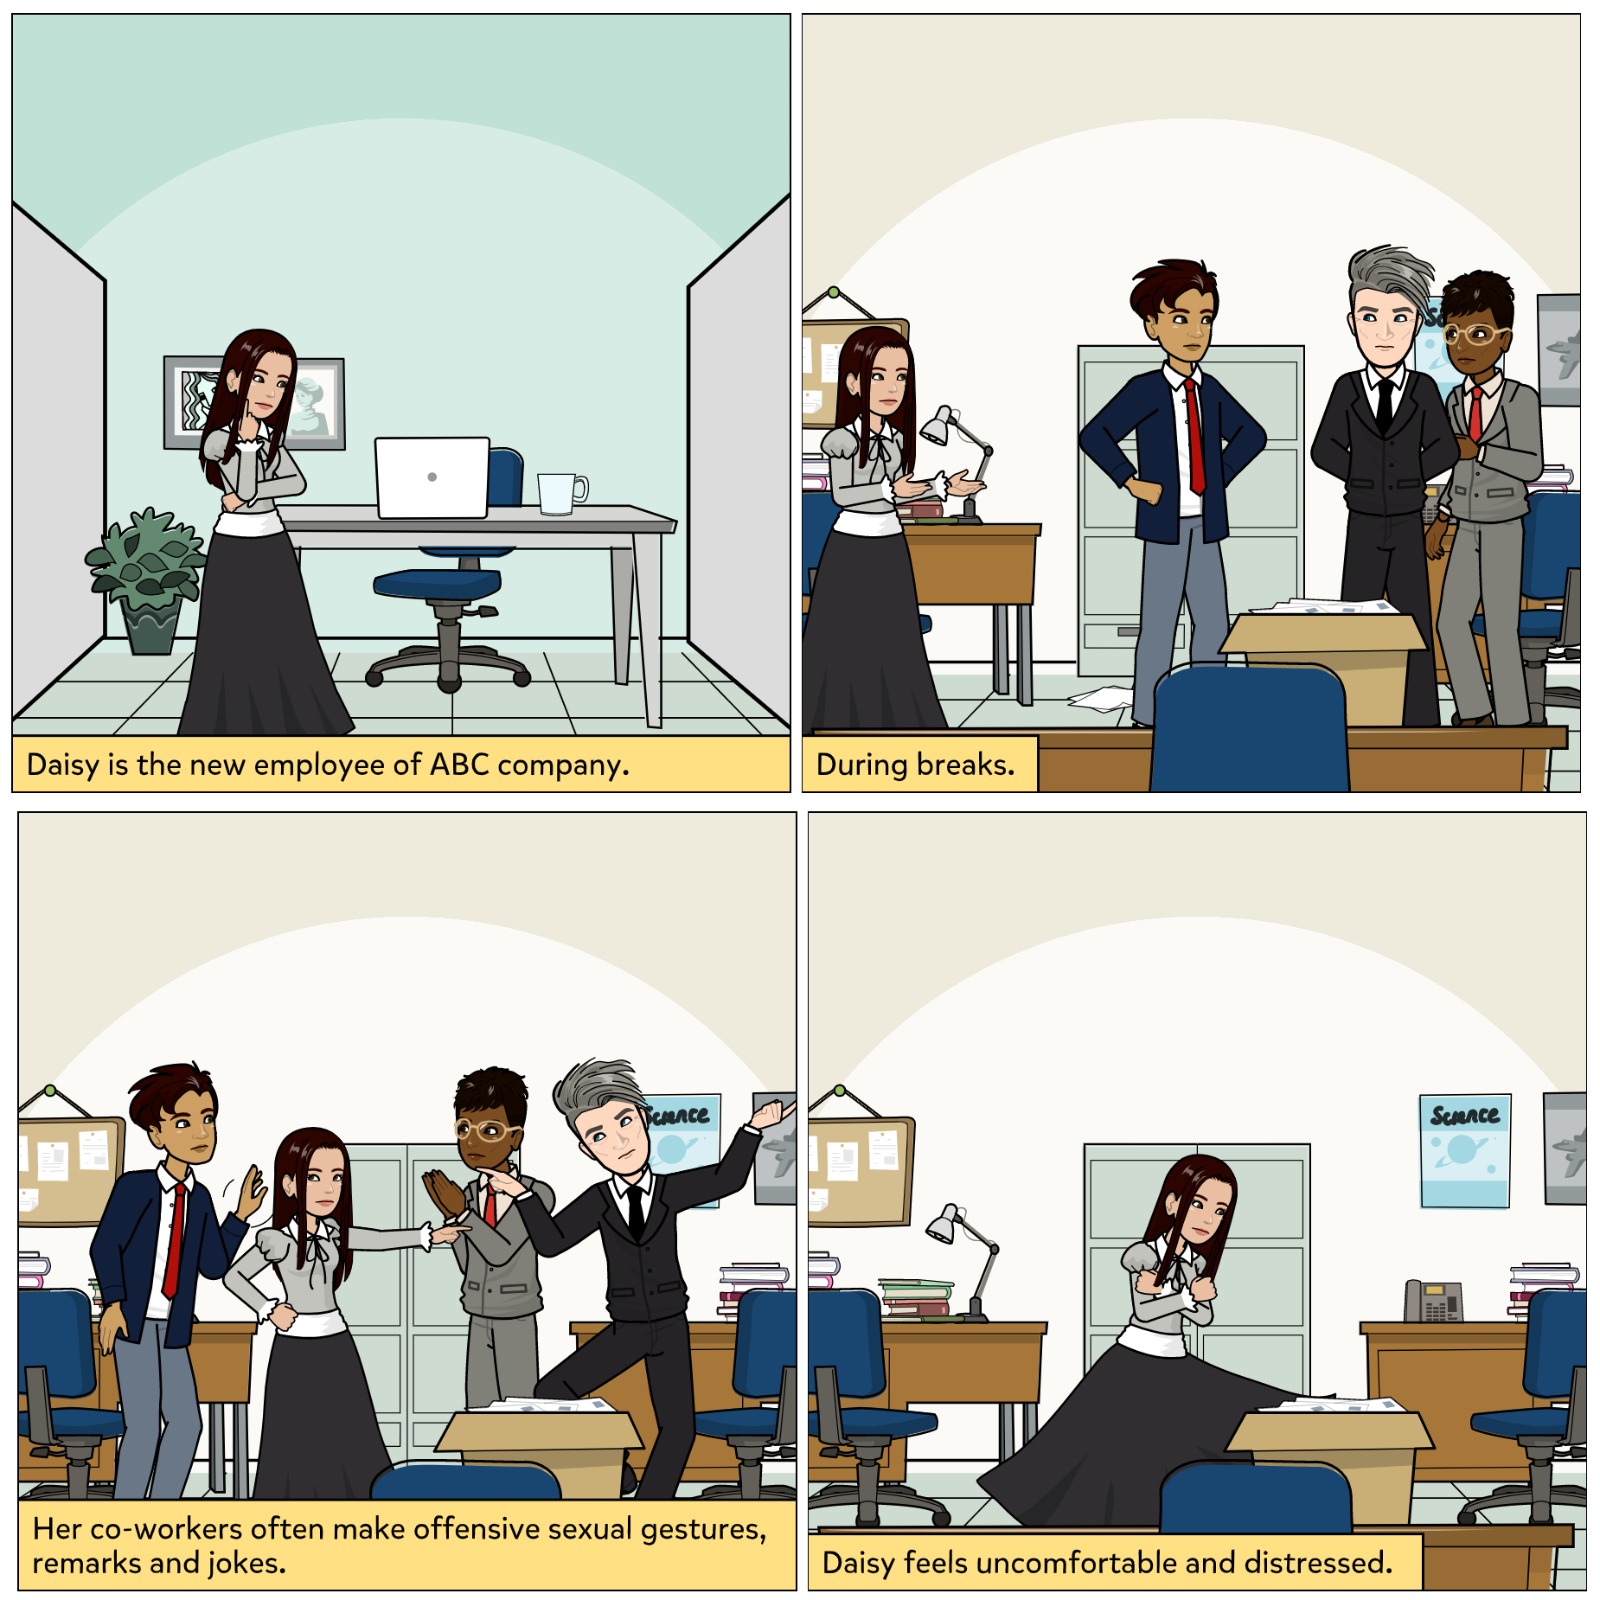 Daisy is the new employee of ABC company.
During breaks.
Science
Her co-workers often make offensive sexual gestures,
remarks and jokes.
Science
Daisy feels uncomfortable and distressed.